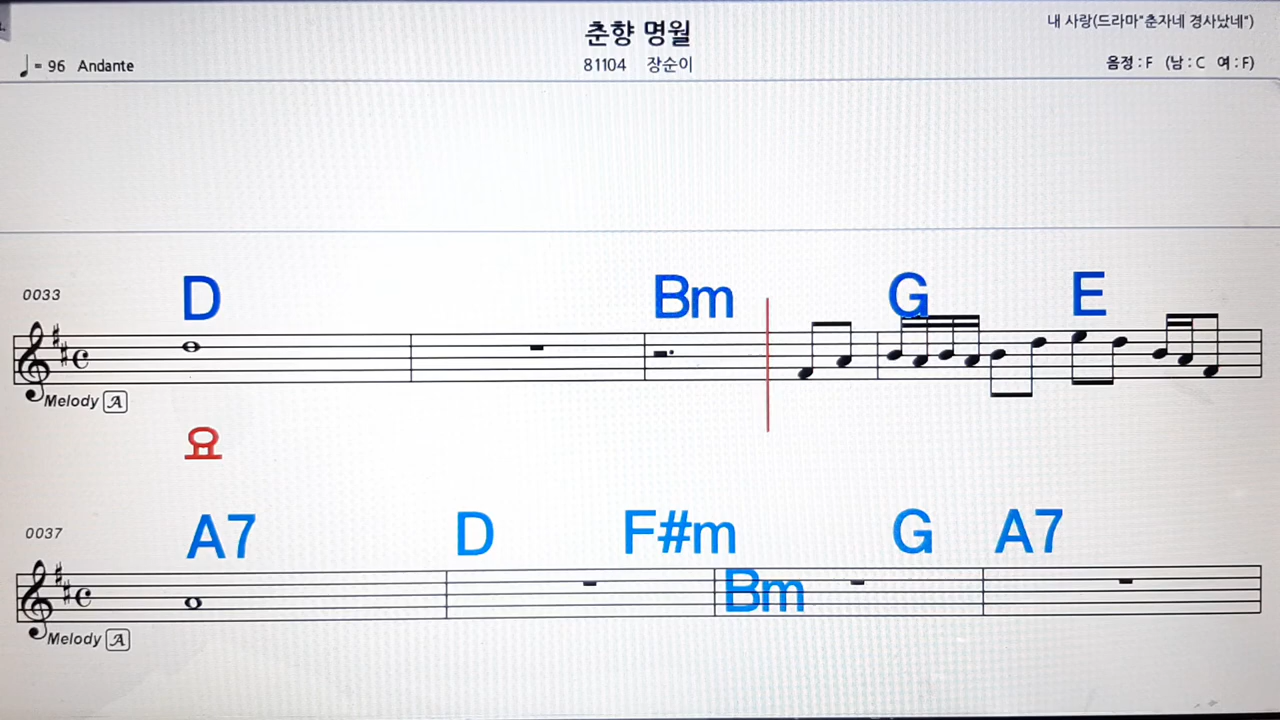 춘향 명월
내 사랑(드라마"춘자네 경사났네")
♩= 96 Andante
81104 장순이
음정 : F (남 : C 여 : F)
0033
D Bm G E
Melody A
요
0037
A7 D F#m G A7
Bm
Melody A